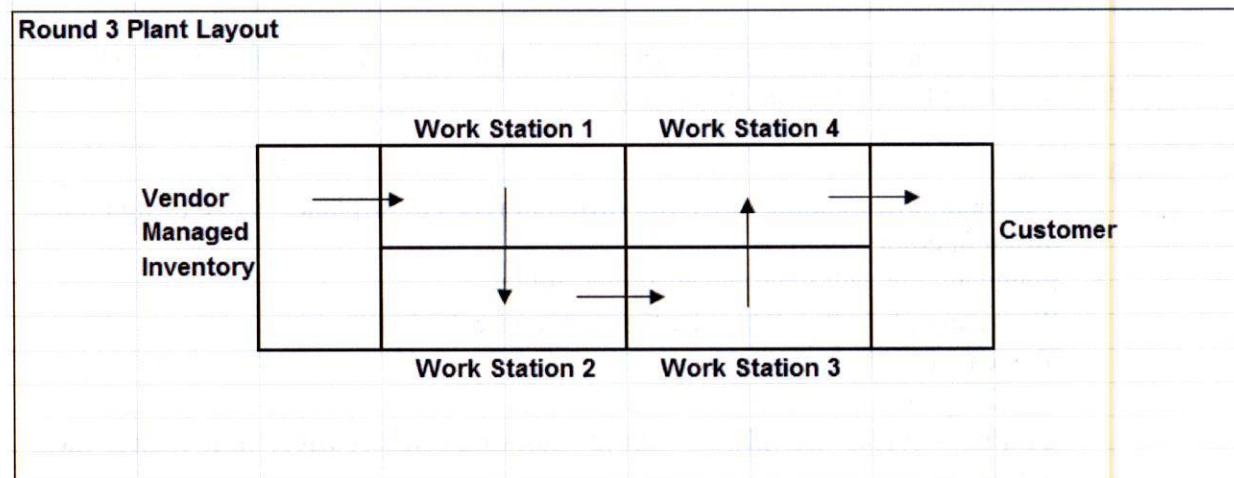 Round 3 Plant Layout
Work Station 1
Work Station 4
Vendor
Managed
Inventory
Customer
Work Station 2
Work Station 3